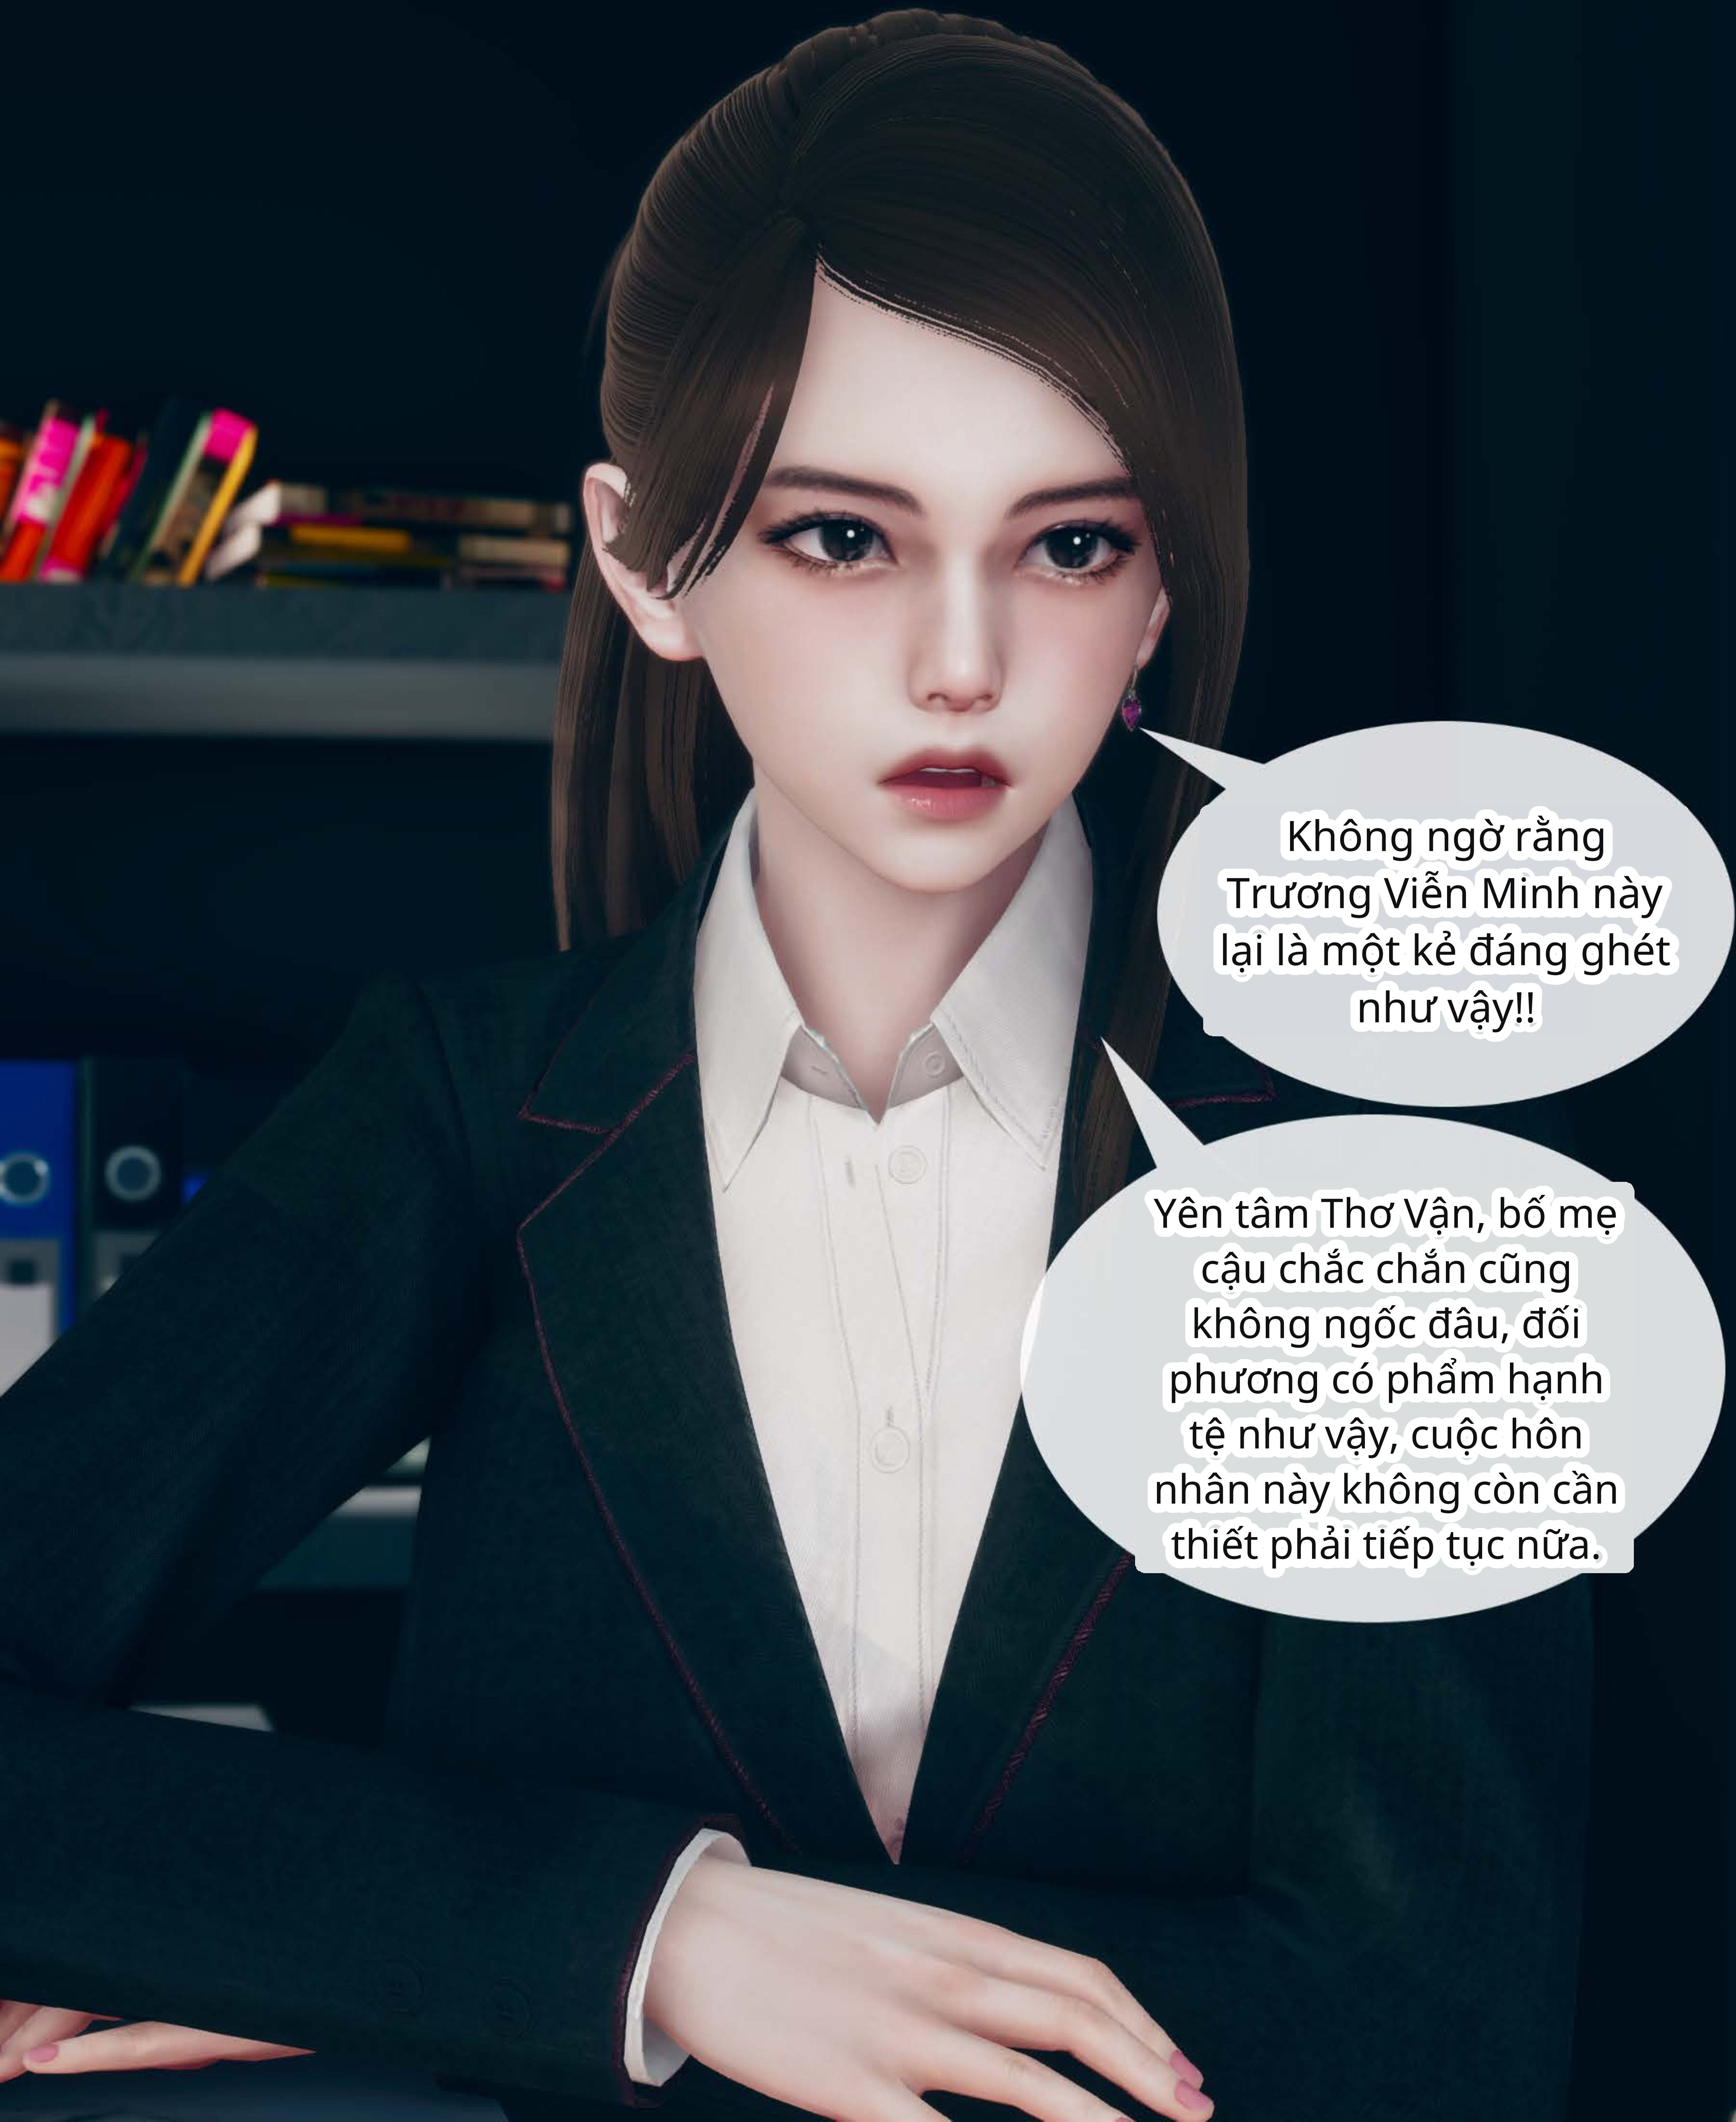 Không ngờ rằng
Trương Viễn Minh này
lại là một kẻ đáng ghét
như vậy!!
Yên tâm Thơ Vận, bố mẹ
cậu chắc chắn cũng
không ngốc đâu, đối
phương có phẩm hạnh
tệ như vậy, cuộc hôn
nhân này không còn cần
thiết phải tiếp tục nữa.